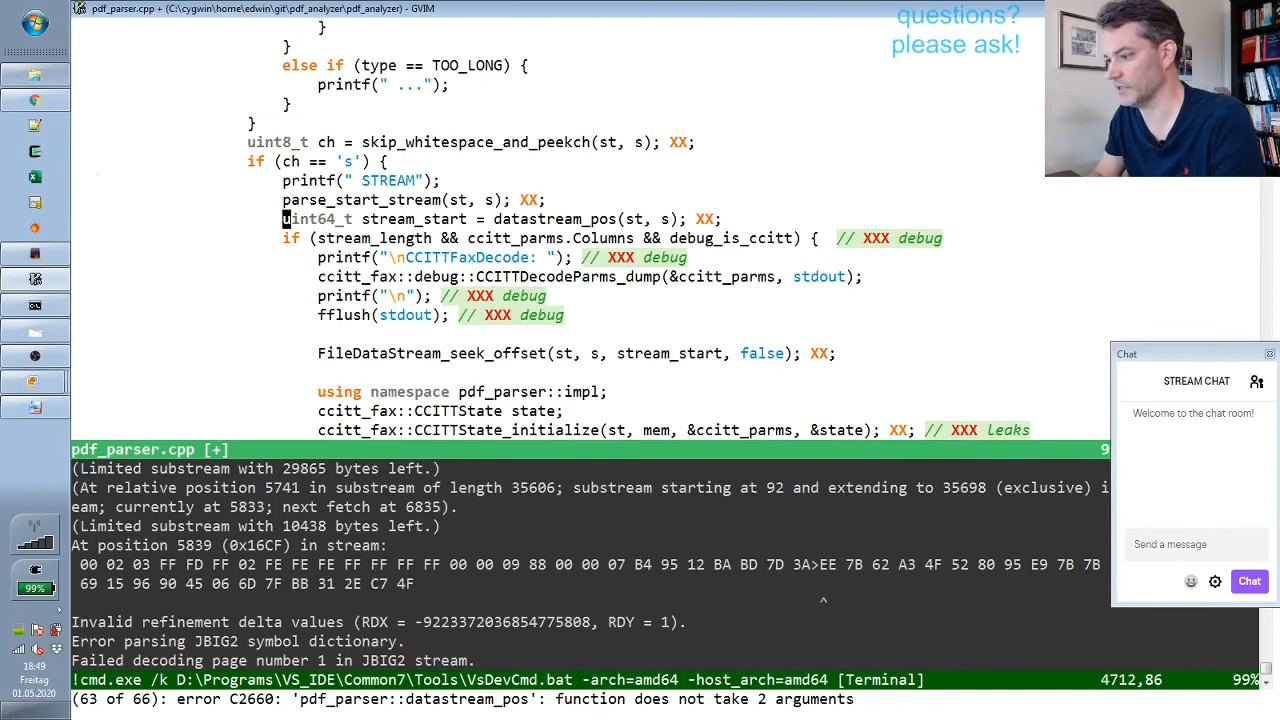 pdf_parser.cpp + (C:\cygwin\home\edwin\git\pdf_analyzer\pdf_analyzer) - GVIM
questions?
please ask!
}
}
else if (type == TOO_LONG) {
printf(" ...");
}
}
uint8_t ch = skip_whitespace_and_peekch(st, s); XX;
if (ch == 's') {
printf(" STREAM");
parse_start_stream(st, s); XX;
uint64_t stream_start = datastream_pos(st, s); XX;
if (stream_length && ccitt_parms.Columns && debug_is_ccitt) { // XXX debug
printf("\nCCITTFaxDecode: "); // XXX debug
ccitt_fax::debug::CCITTDecodeParms_dump(&ccitt_parms, stdout);
printf("\n"); // XXX debug
fflush(stdout); // XXX debug
FileDataStream_seek_offset(st, s, stream_start, false); XX;
using namespace pdf_parser::impl;
ccitt_fax::CCITTState state;
ccitt_fax::CCITTState_initialize(st, mem, &ccitt_parms, &state); XX; // XXX leaks
pdf_parser.cpp [+] 9
(Limited substream with 29865 bytes left.)
(At relative position 5741 in substream of length 35606; substream starting at 92 and extending to 35698 (exclusive) i
eam; currently at 5833; next fetch at 6835).
(Limited substream with 10438 bytes left.)
At position 5839 (0x16CF) in stream:
00 02 03 FF FD FF 02 FE FE FE FF FF FF FF 00 00 09 88 00 00 07 B4 95 12 BA BD 7D 3A>EE 7B 62 A3 4F 52 80 95 E9 7B 7B
69 15 96 90 45 06 6D 7F BB 31 2E C7 4F
^
Invalid refinement delta values (RDX = -9223372036854775808, RDY = 1).
Error parsing JBIG2 symbol dictionary.
Failed decoding page number 1 in JBIG2 stream.
!cmd.exe /k D:\Programs\VS_IDE\Common7\Tools\VsDevCmd.bat -arch=amd64 -host_arch=amd64 [Terminal] 4712,86 99%
(63 of 66): error C2660: 'pdf_parser::datastream_pos': function does not take 2 arguments
Chat
STREAM CHAT
Welcome to the chat room!
Send a message
Chat
99%
18:49
Freitag
01.05.2020